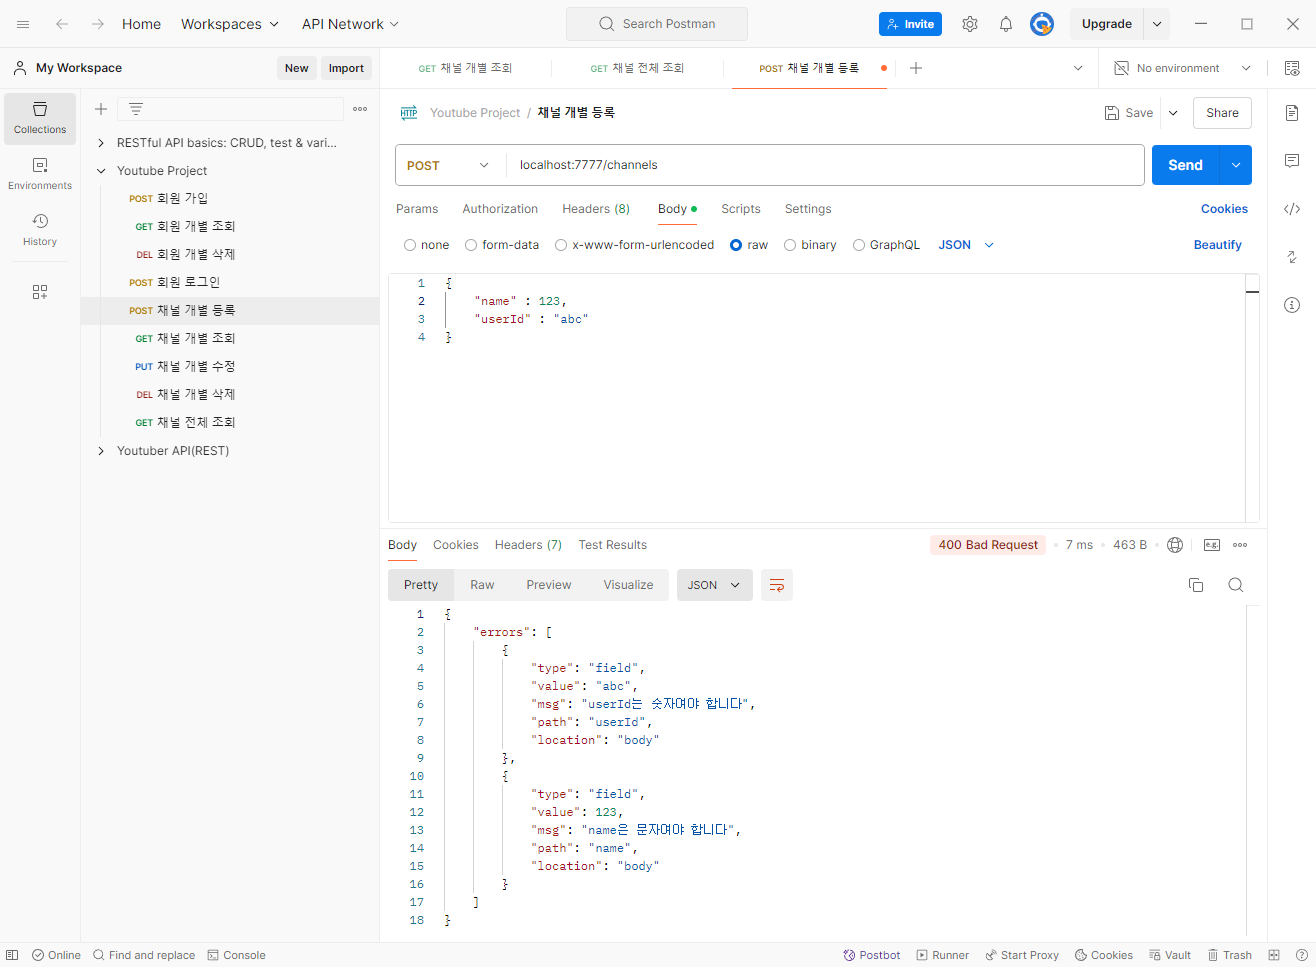 Home Workspaces API Network Search Postman Invite Upgrade
My Workspace New Import GET 채널 개별 조회 GET 채널 전체 조회 POST 채널 개별 등록 No environment
Collections
Environments
History
RESTful API basics: CRUD, test & vari...
Youtube Project
POST 회원 가입
GET 회원 개별 조회
DEL 회원 개별 삭제
POST 회원 로그인
POST 채널 개별 등록
GET 채널 개별 조회
PUT 채널 개별 수정
DEL 채널 개별 삭제
GET 채널 전체 조회
Youtuber API(REST)
HTTP Youtube Project / 채널 개별 등록 Save Share
POST localhost:7777/channels Send
Params Authorization Headers (8) Body Scripts Settings Cookies
none form-data x-www-form-urlencoded raw binary GraphQL JSON Beautify
1 {
2 "name" : 123,
3 "userId" : "abc"
4 }
Body Cookies Headers (7) Test Results 400 Bad Request 7 ms 463 B e.g.
Pretty Raw Preview Visualize JSON
1 {
2 "errors": [
3 {
4 "type": "field",
5 "value": "abc",
6 "msg": "userId는 숫자여야 합니다",
7 "path": "userId",
8 "location": "body"
9 },
10 {
11 "type": "field",
12 "value": 123,
13 "msg": "name은 문자여야 합니다",
14 "path": "name",
15 "location": "body"
16 }
17 ]
18 }
Online Find and replace Console Postbot Runner Start Proxy Cookies Vault Trash